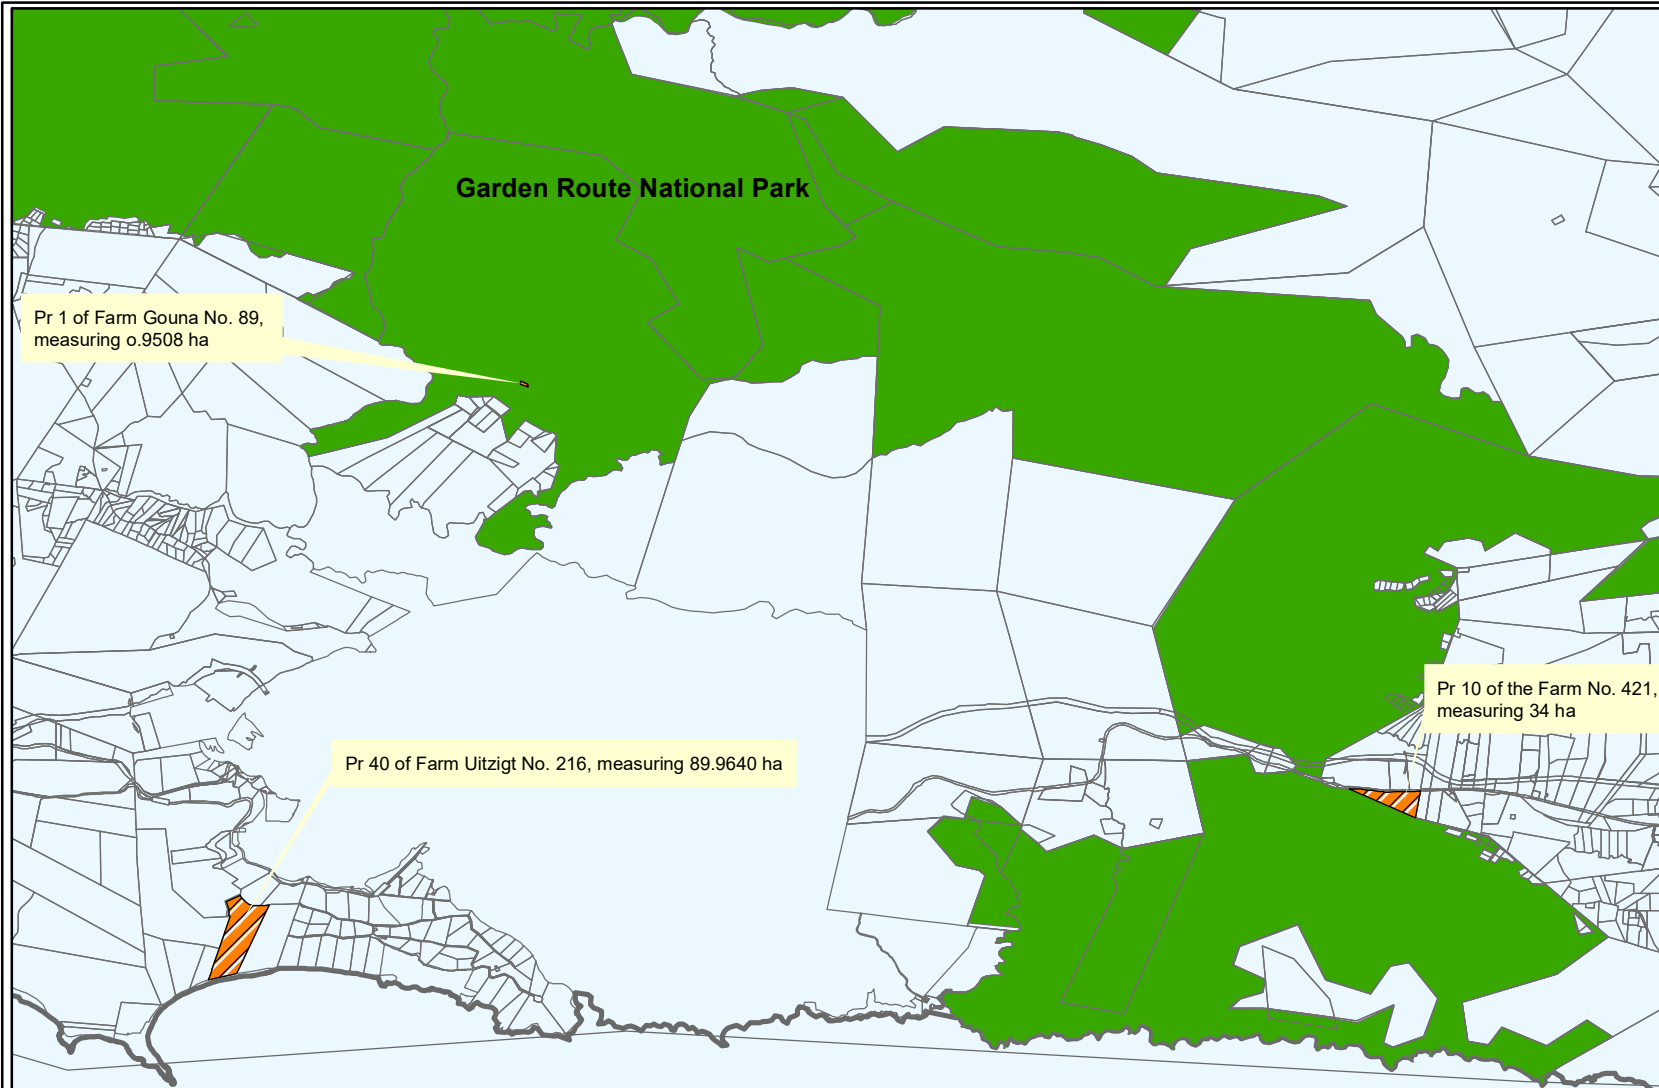 Garden Route National Park
Pr 1 of Farm Gouna No. 89,
measuring o.9508 ha
Pr 10 of the Farm No. 421,
measuring 34 ha
Pr 40 of Farm Uitzigt No. 216, measuring 89.9640 ha